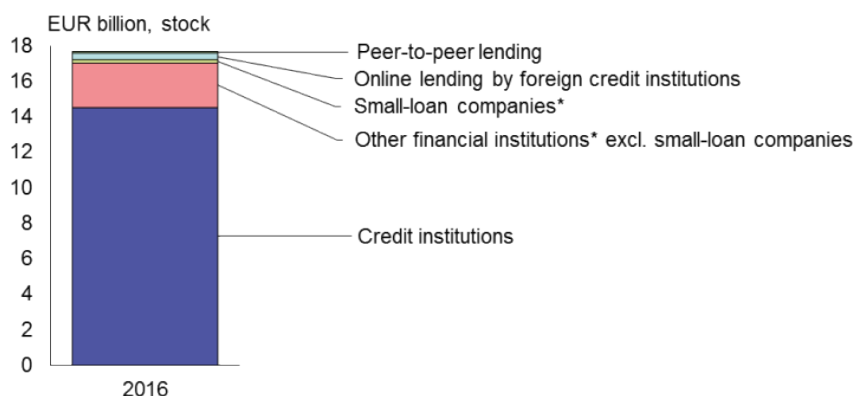 EUR billion, stock
18
16
14
12
10
8
6
4
2
0
Peer-to-peer lending
Online lending by foreign credit institutions
Small-loan companies*
Other financial institutions* excl. small-loan companies
Credit institutions
2016